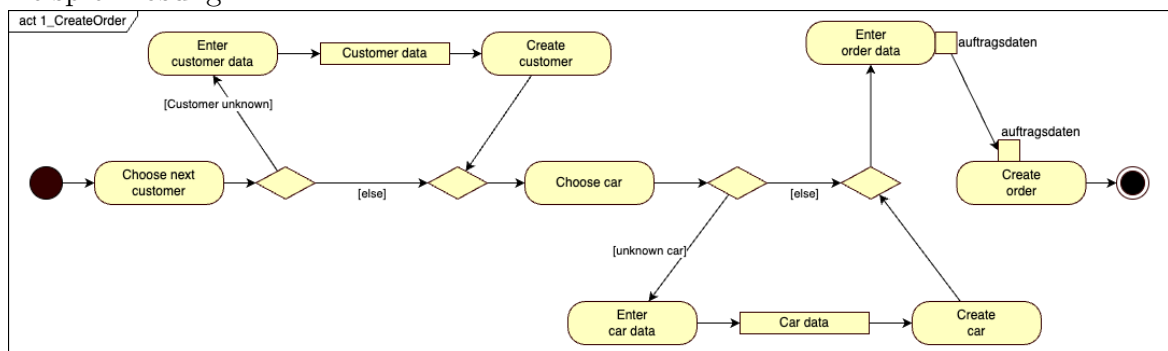 act 1_CreateOrder
Enter
customer data
Customer data
Create
customer
Enter
order data
auftragsdaten
[Customer unknown]
auftragsdaten
Choose next
customer
[else]
Choose car
[else]
Create
order
[unknown car]
Enter
car data
Car data
Create
car